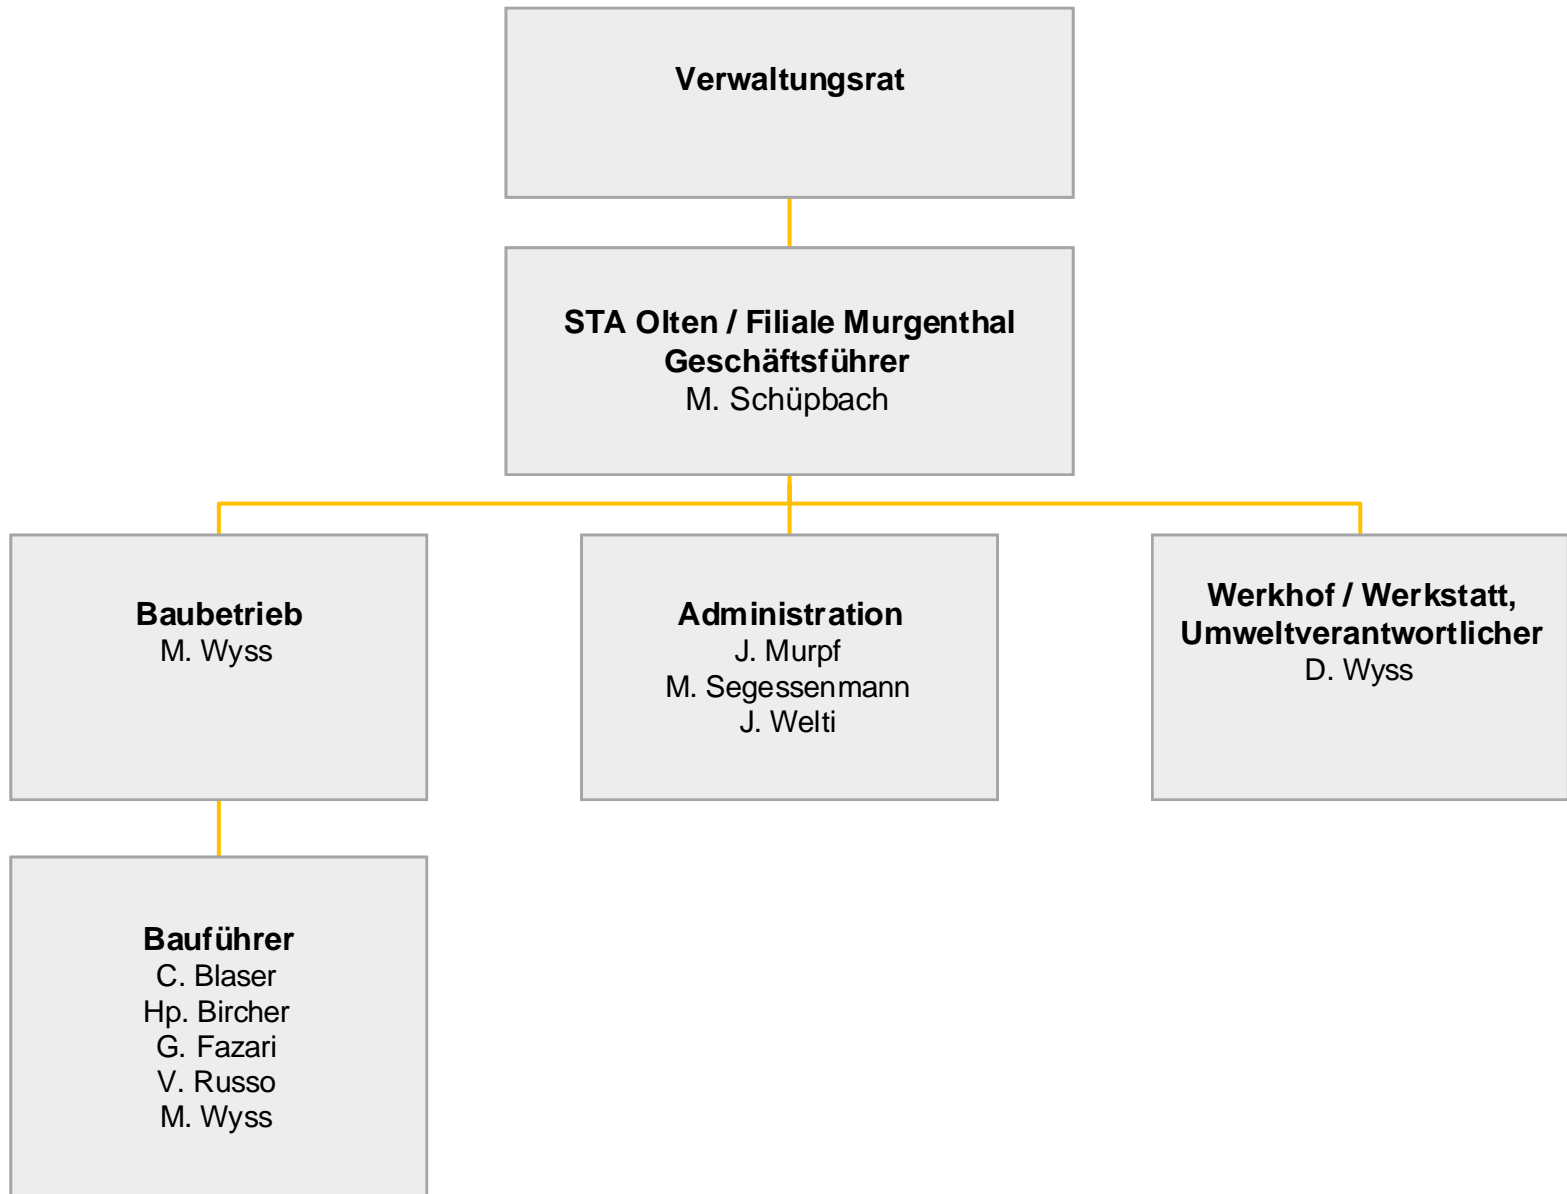 Verwaltungsrat
STA Olten / Filiale Murgenthal
Geschäftsführer
M. Schüpbach
Baubetrieb
M. Wyss
Administration
J. Murpf
M. Segessenmann
J. Welti
Werkhof / Werkstatt,
Umweltverantwortlicher
D. Wyss
Bauführer
C. Blaser
Hp. Bircher
G. Fazari
V. Russo
M. Wyss